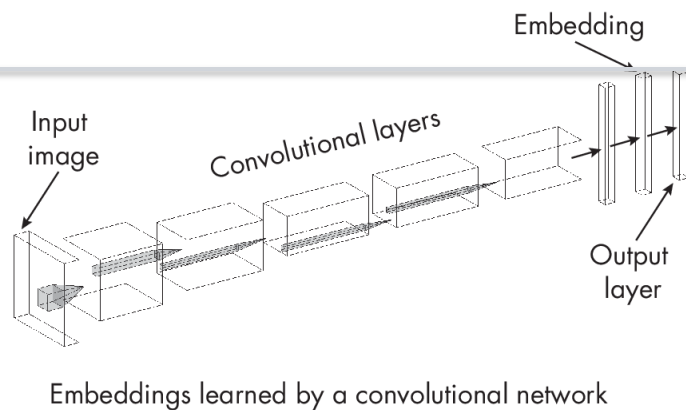 Embedding
Input
image
Convolutional layers
Output
layer
Embeddings learned by a convolutional network